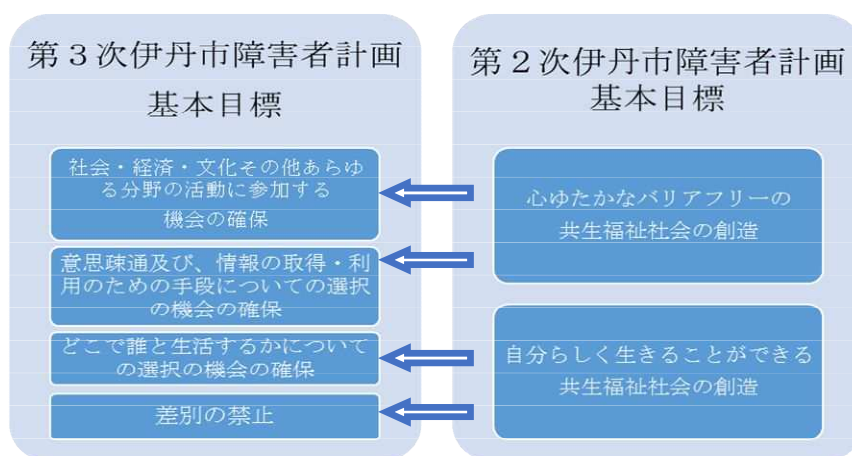 第３次伊丹市障害者計画
基本目標
社会・経済・文化その他あらゆ
る分野の活動に参加する
機会の確保
意思疎通及び、情報の取得・利
用のための手段についての選択
の機会の確保
どこで誰と生活するかについて
の選択の機会の確保
差別の禁止
第２次伊丹市障害者計画
基本目標
心ゆたかなバリアフリーの
共生福祉社会の創造
自分らしく生きることができる
共生福祉社会の創造